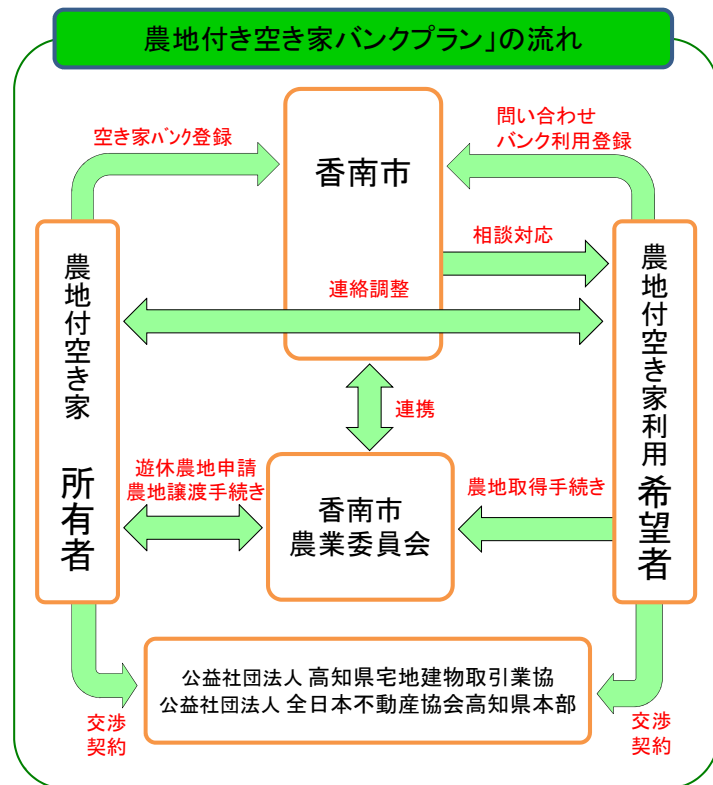 農地付き空き家バンクプラン」の流れ
空き家バンク登録
問い合わせ
バンク利用登録
香南市
相談対応
連絡調整
農地付空き家 所有者
農地付空き家利用 希望者
連携
遊休農地申請
農地譲渡手続き
香南市
農業委員会
農地取得手続き
公益社団法人 高知県宅地建物取引業協
公益社団法人 全日本不動産協会高知県本部
交渉
契約
交渉
契約